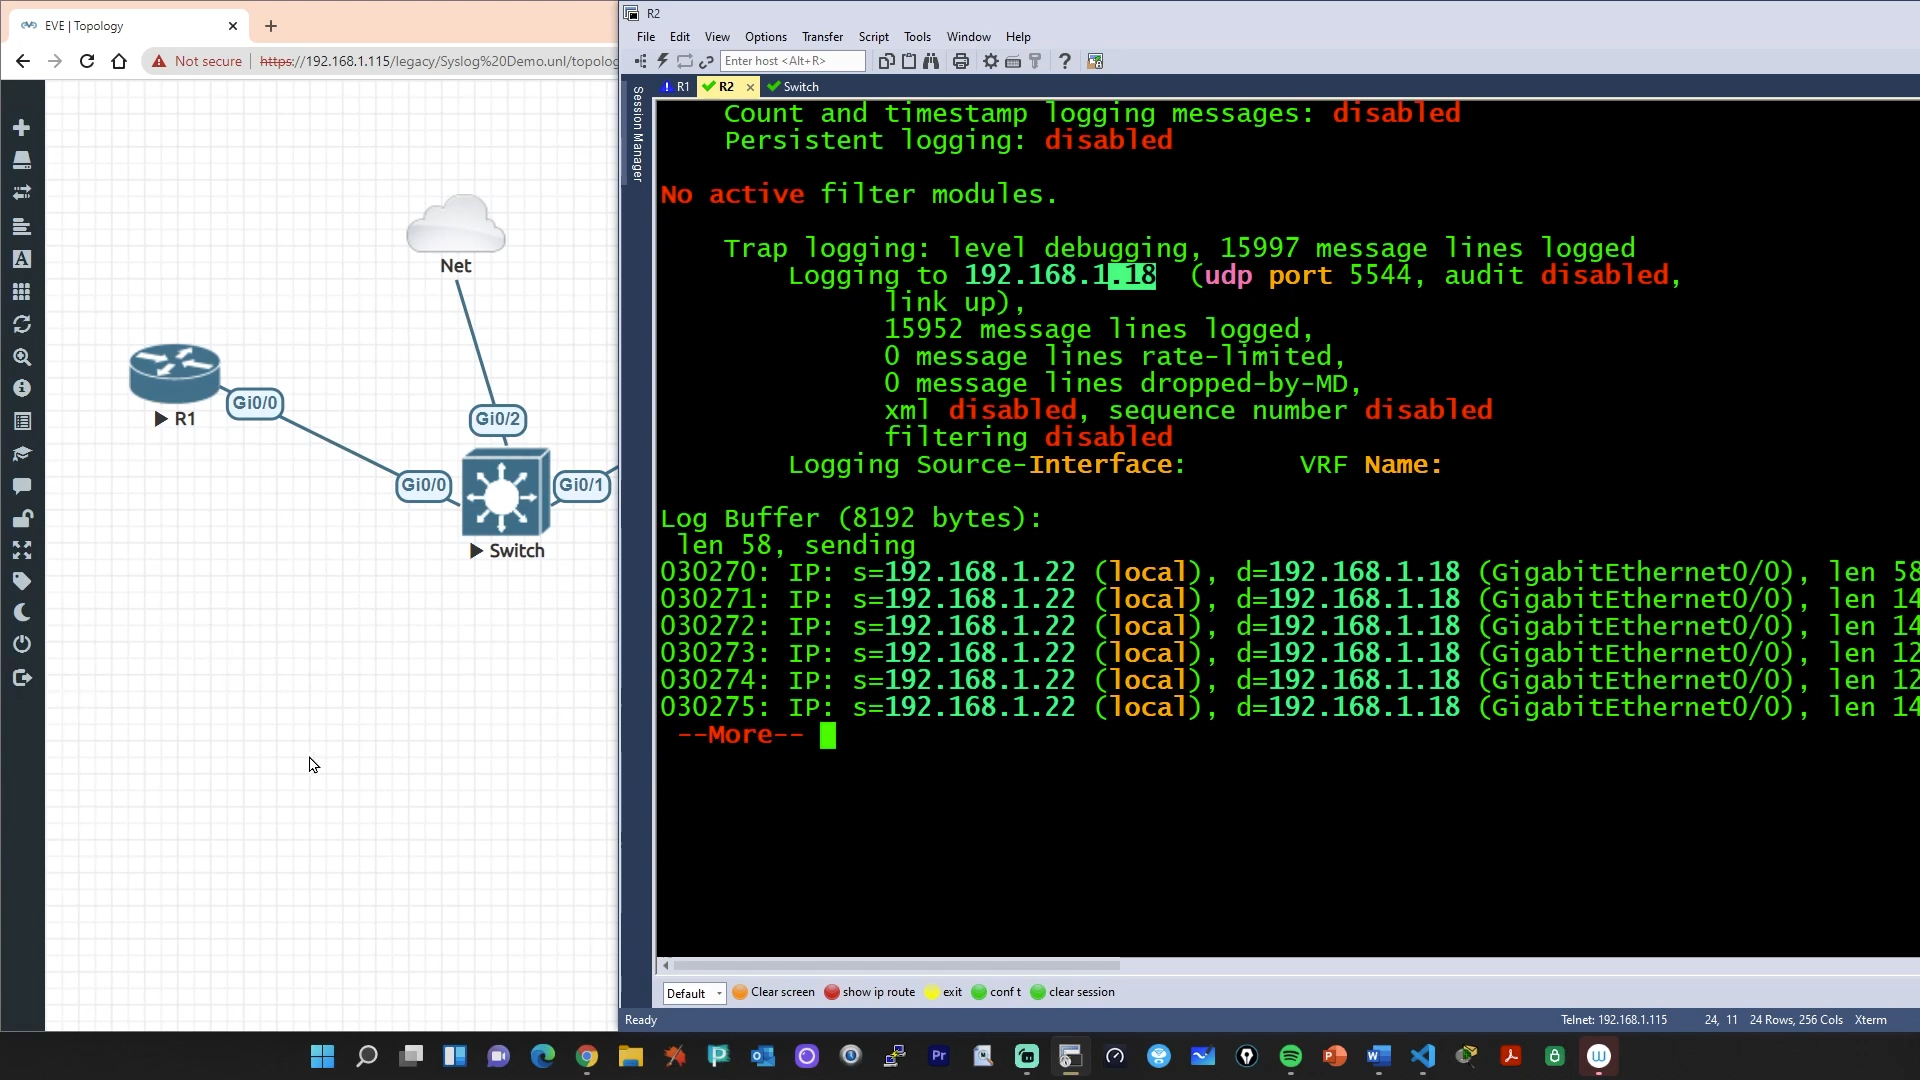 EVE | Topology
Not secure | https://192.168.1.115/legacy/Syslog%20Demo.unl/topolog
Net
Gi0/0
R1
Gi0/2
Gi0/0
Gi0/1
Switch
R2
File Edit View Options Transfer Script Tools Window Help
Enter host <Alt+R>
R1 R2 Switch
Session Manager
Count and timestamp logging messages: disabled
Persistent logging: disabled
No active filter modules.
Trap logging: level debugging, 15997 message lines logged
Logging to 192.168.1.18 (udp port 5544, audit disabled,
link up),
15952 message lines logged,
0 message lines rate-limited,
0 message lines dropped-by-MD,
xml disabled, sequence number disabled
filtering disabled
Logging Source-Interface: VRF Name:
Log Buffer (8192 bytes):
len 58, sending
030270: IP: s=192.168.1.22 (local), d=192.168.1.18 (GigabitEthernet0/0), len 58
030271: IP: s=192.168.1.22 (local), d=192.168.1.18 (GigabitEthernet0/0), len 14
030272: IP: s=192.168.1.22 (local), d=192.168.1.18 (GigabitEthernet0/0), len 14
030273: IP: s=192.168.1.22 (local), d=192.168.1.18 (GigabitEthernet0/0), len 12
030274: IP: s=192.168.1.22 (local), d=192.168.1.18 (GigabitEthernet0/0), len 12
030275: IP: s=192.168.1.22 (local), d=192.168.1.18 (GigabitEthernet0/0), len 14
--More--
Default Clear screen show ip route exit conf t clear session
Ready Telnet: 192.168.1.115 24, 11 24 Rows, 256 Cols Xterm